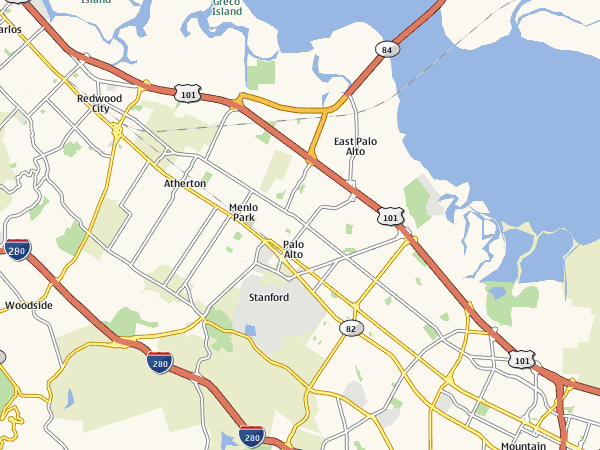 Island
Greco
Island
arlos
84
Redwood
City
101
East Palo
Alto
Atherton
Menlo
Park
101
280
Palo
Alto
Woodside
Stanford
82
280
101
280
Mountain